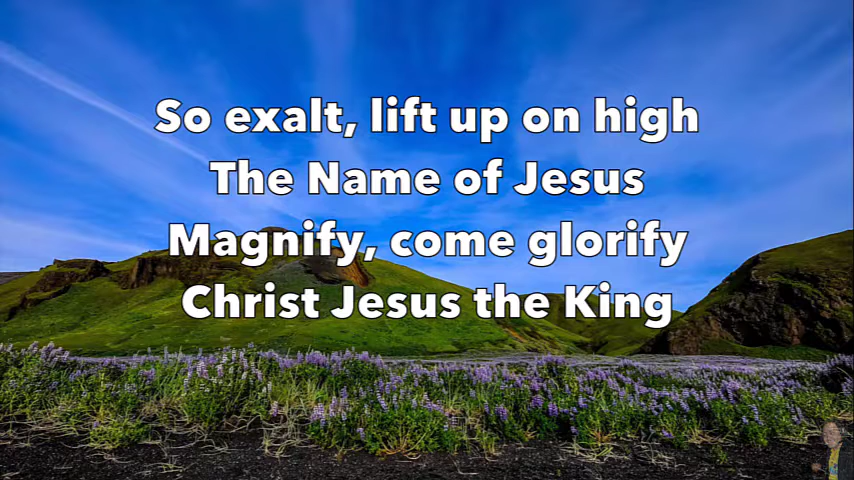 So exalt, lift up on high
The Name of Jesus
Magnify, come glorify
Christ Jesus the King